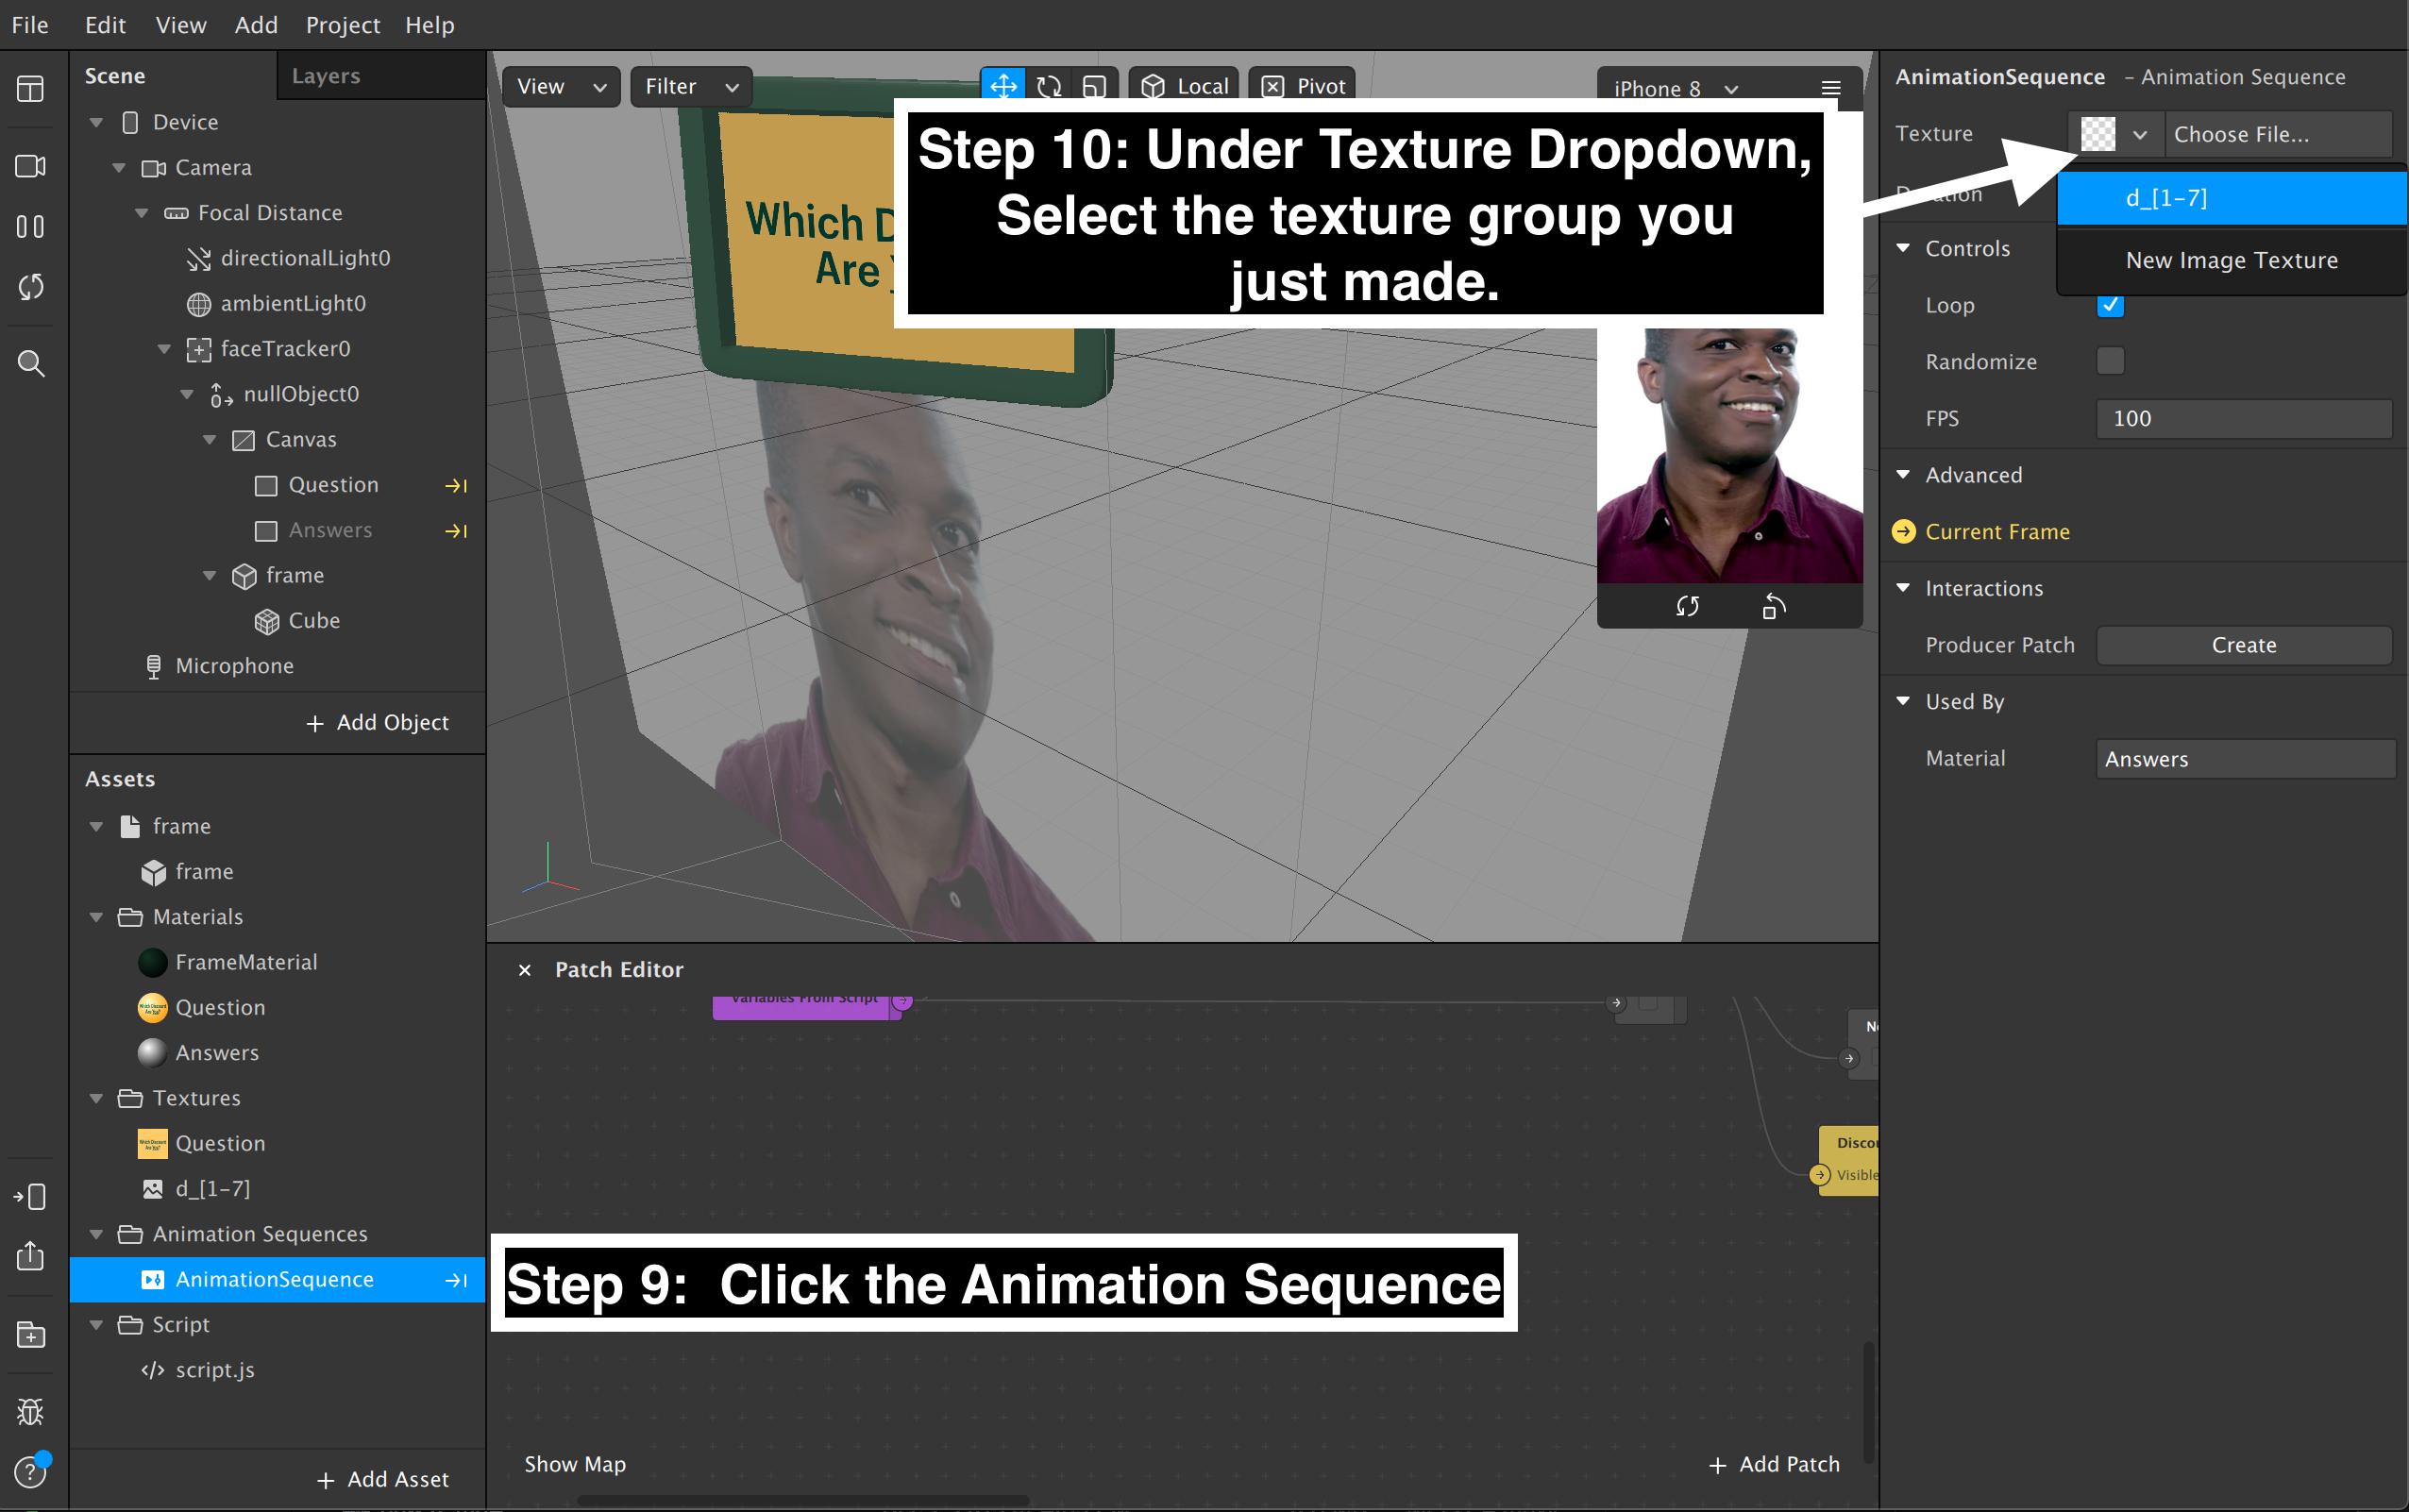 File Edit View Add Project Help
Scene Layers
Device
Camera
Focal Distance
directionalLight0
ambientLight0
faceTracker0
nullObject0
Canvas
Question
Answers
frame
Cube
Microphone
+ Add Object
Assets
frame
frame
Materials
FrameMaterial
Question
Answers
Textures
Question
d_[1-7]
Animation Sequences
AnimationSequence
Script
script.js
+ Add Asset
View Filter Local Pivot
iPhone 8
Which D
Are
Step 10: Under Texture Dropdown,
Select the texture group you
just made.
× Patch Editor
Variables From Script
Discou
Visible
Step 9: Click the Animation Sequence
Show Map
+ Add Patch
AnimationSequence - Animation Sequence
Texture Choose File...
d_[1-7]
New Image Texture
Controls
Loop
Randomize
FPS 100
Advanced
Current Frame
Interactions
Producer Patch Create
Used By
Material Answers